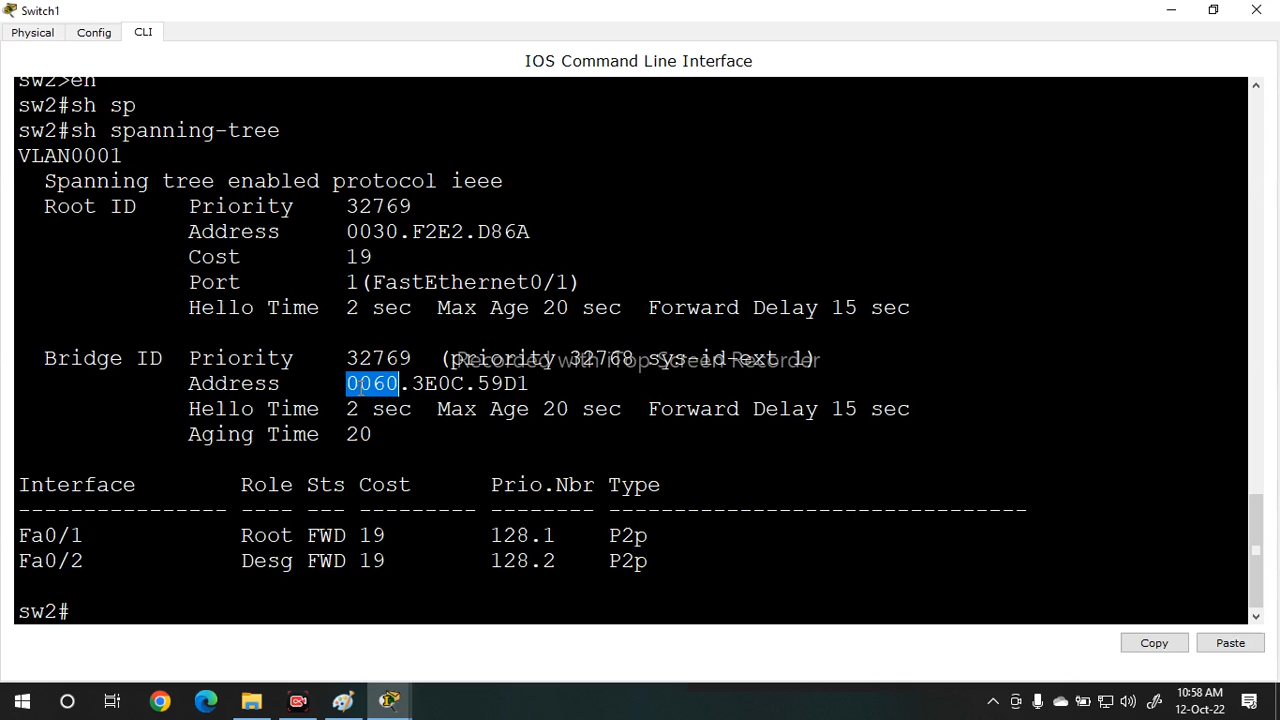 Switch1
Physical Config CLI
IOS Command Line Interface
sw2>en
sw2#sh sp
sw2#sh spanning-tree
VLAN0001
Spanning tree enabled protocol ieee
Root ID Priority 32769
Address 0030.F2E2.D86A
Cost 19
Port 1(FastEthernet0/1)
Hello Time 2 sec Max Age 20 sec Forward Delay 15 sec
Bridge ID Priority 32769 (priority 32768 sys-id-ext 1)
Recorded with iTop Screen Recorder
Address 0060.3E0C.59D1
Hello Time 2 sec Max Age 20 sec Forward Delay 15 sec
Aging Time 20
Interface Role Sts Cost Prio.Nbr Type
---------------- ---- --- --------- -------- --------------------------------
Fa0/1 Root FWD 19 128.1 P2p
Fa0/2 Desg FWD 19 128.2 P2p
sw2#
Copy Paste
10:58 AM
12-Oct-22